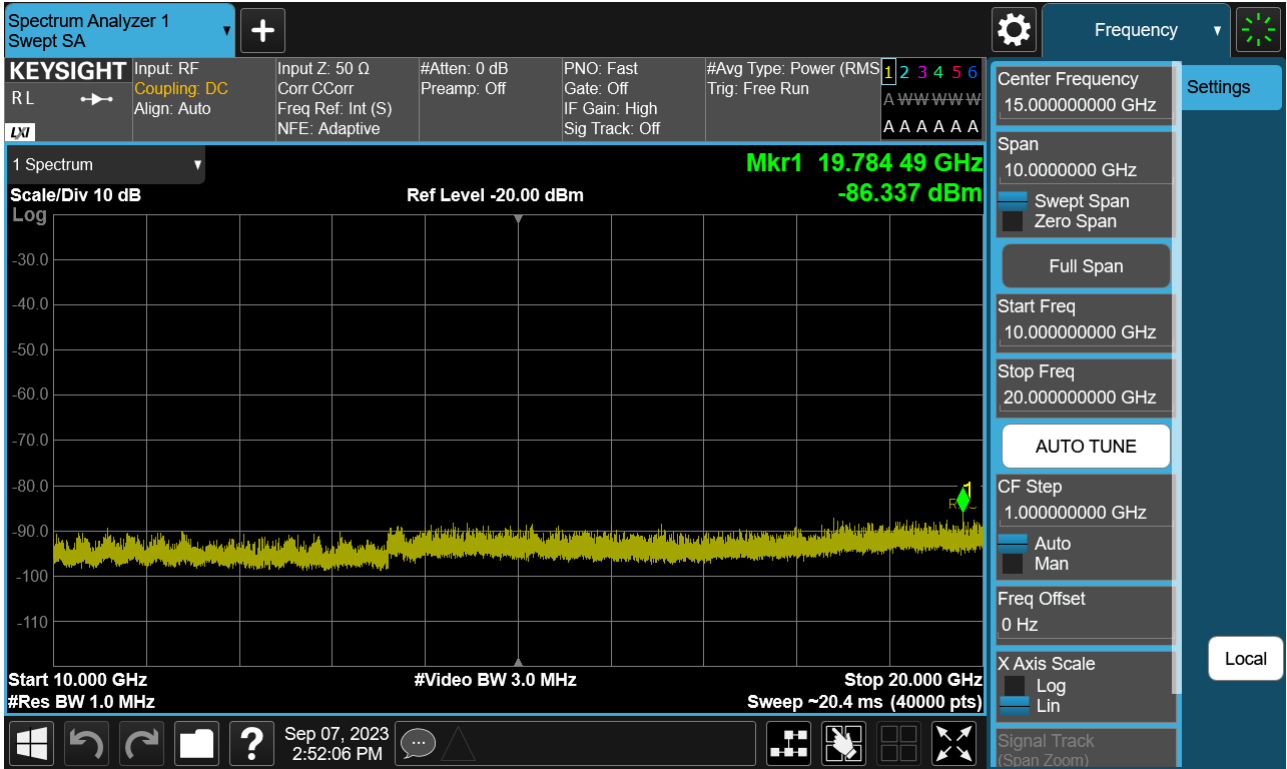 Spectrum Analyzer 1
Swept SA
Frequency
KEYSIGHT
R L
LXI
Input: RF
Coupling: DC
Align: Auto
Input Z: 50 Ω
Corr CCorr
Freq Ref: Int (S)
NFE: Adaptive
#Atten: 0 dB
Preamp: Off
PNO: Fast
Gate: Off
IF Gain: High
Sig Track: Off
#Avg Type: Power (RMS
Trig: Free Run
1 2 3 4 5 6
A W W W W W
A A A A A A
1 Spectrum
Scale/Div 10 dB
Log
Ref Level -20.00 dBm
Mkr1 19.784 49 GHz
-86.337 dBm
-30.0
-40.0
-50.0
-60.0
-70.0
-80.0
-90.0
-100
-110
1
Start 10.000 GHz
#Res BW 1.0 MHz
#Video BW 3.0 MHz
Stop 20.000 GHz
Sweep ~20.4 ms (40000 pts)
Center Frequency
15.000000000 GHz
Span
10.0000000 GHz
Swept Span
Zero Span
Full Span
Start Freq
10.000000000 GHz
Stop Freq
20.000000000 GHz
AUTO TUNE
CF Step
1.000000000 GHz
Auto
Man
Freq Offset
0 Hz
X Axis Scale
Log
Lin
Signal Track
(Span Zoom)
Settings
Local
?
Sep 07, 2023
2:52:06 PM